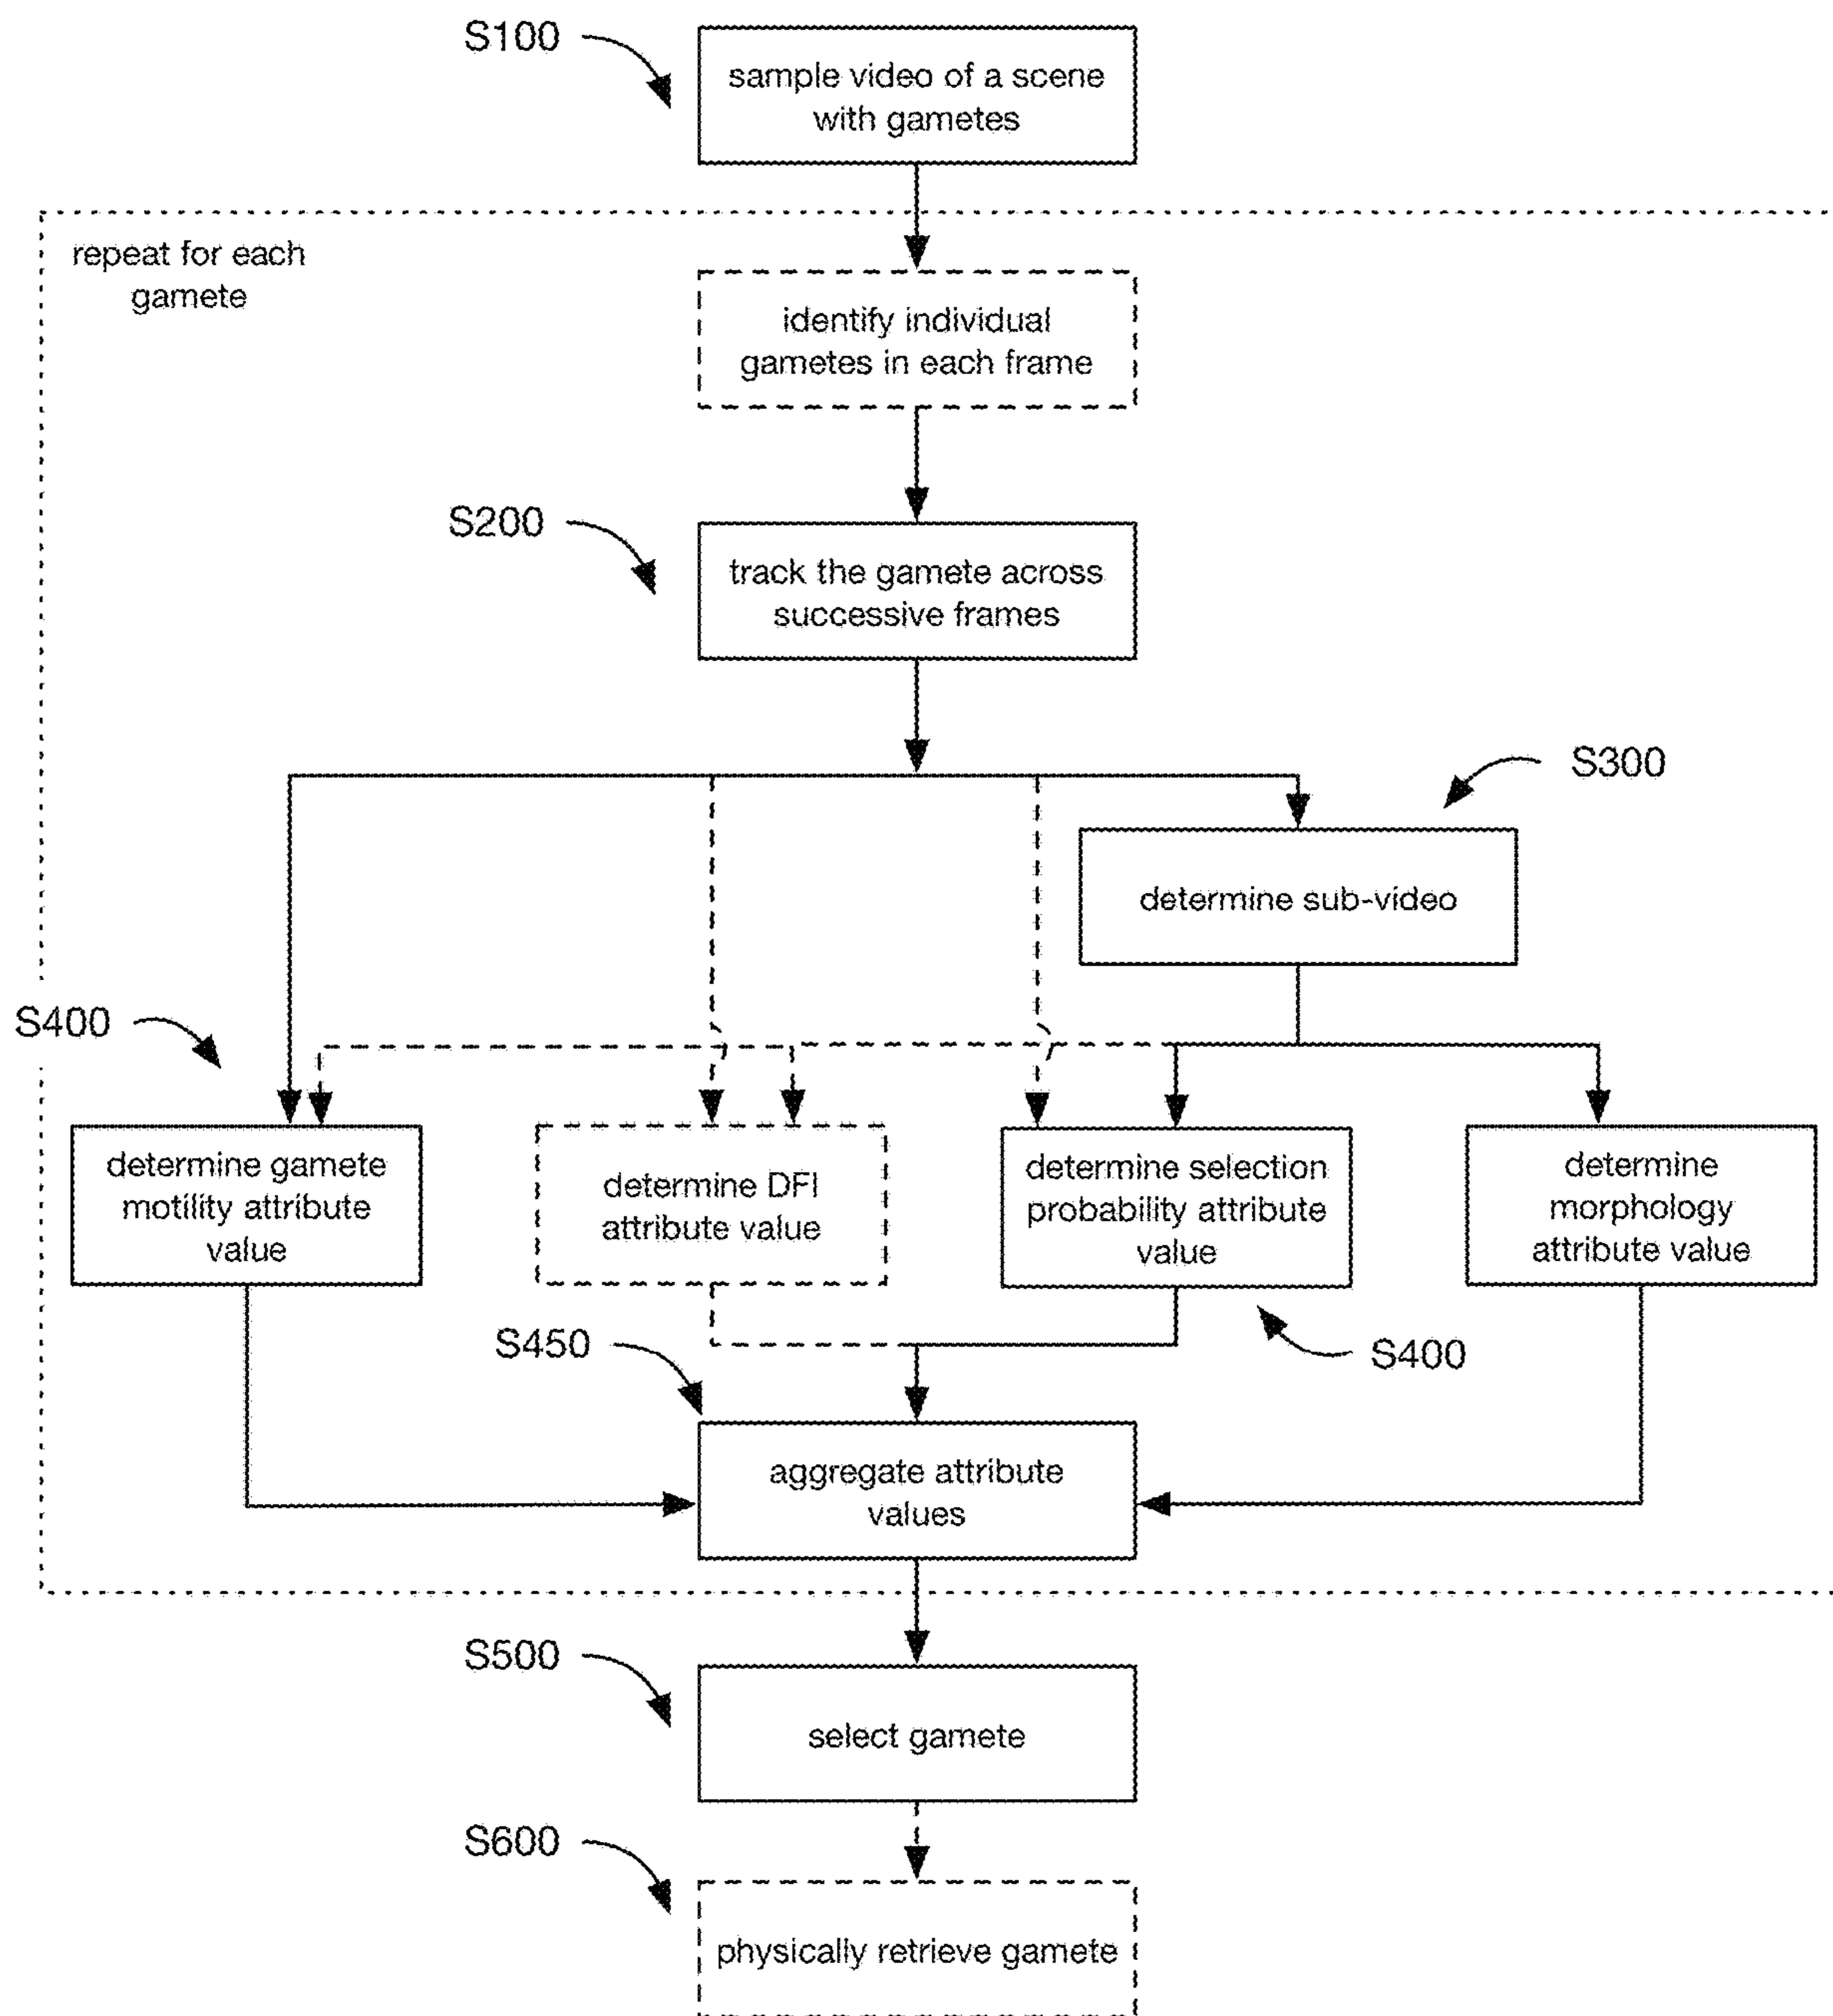 S100
sample video of a scene
with gametes
repeat for each
gamete
identify individual
gametes in each frame
S200
track the gamete across
successive frames
S300
determine sub-video
S400
determine gamete
motility attribute
value
determine DFI
attribute value
determine selection
probability attribute
value
determine
morphology
attribute value
S450
S400
aggregate attribute
values
S500
select gamete
S600
physically retrieve gamete